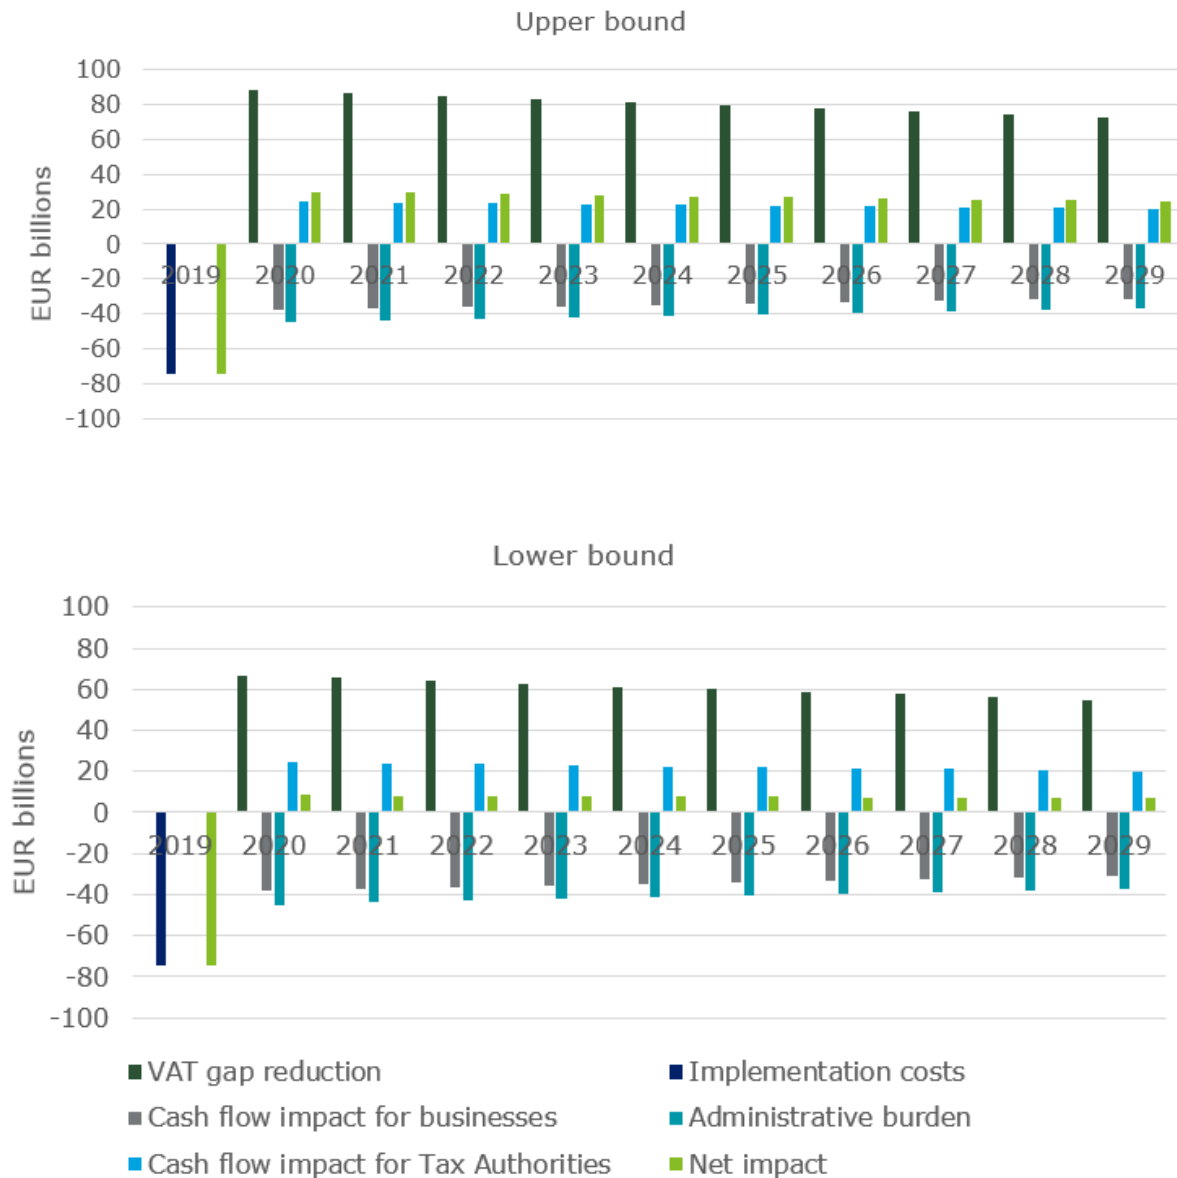 Upper bound
EUR billions
100
80
60
40
20
0
-20
-40
-60
-80
-100
2019 2020 2021 2022 2023 2024 2025 2026 2027 2028 2029
Lower bound
EUR billions
100
80
60
40
20
0
-20
-40
-60
-80
-100
2019 2020 2021 2022 2023 2024 2025 2026 2027 2028 2029
VAT gap reduction
Implementation costs
Cash flow impact for businesses
Administrative burden
Cash flow impact for Tax Authorities
Net impact